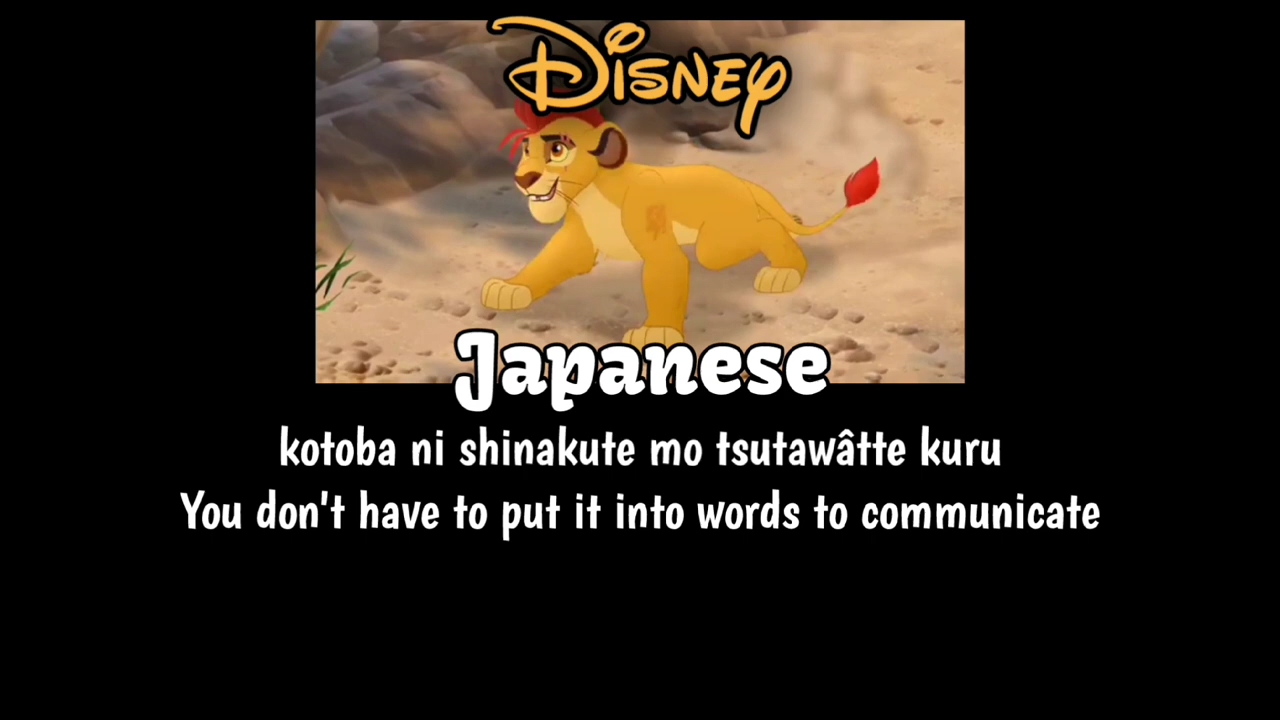 Disney
Japanese
kotoba ni shinakute mo tsutawâtte kuru
You don't have to put it into words to communicate